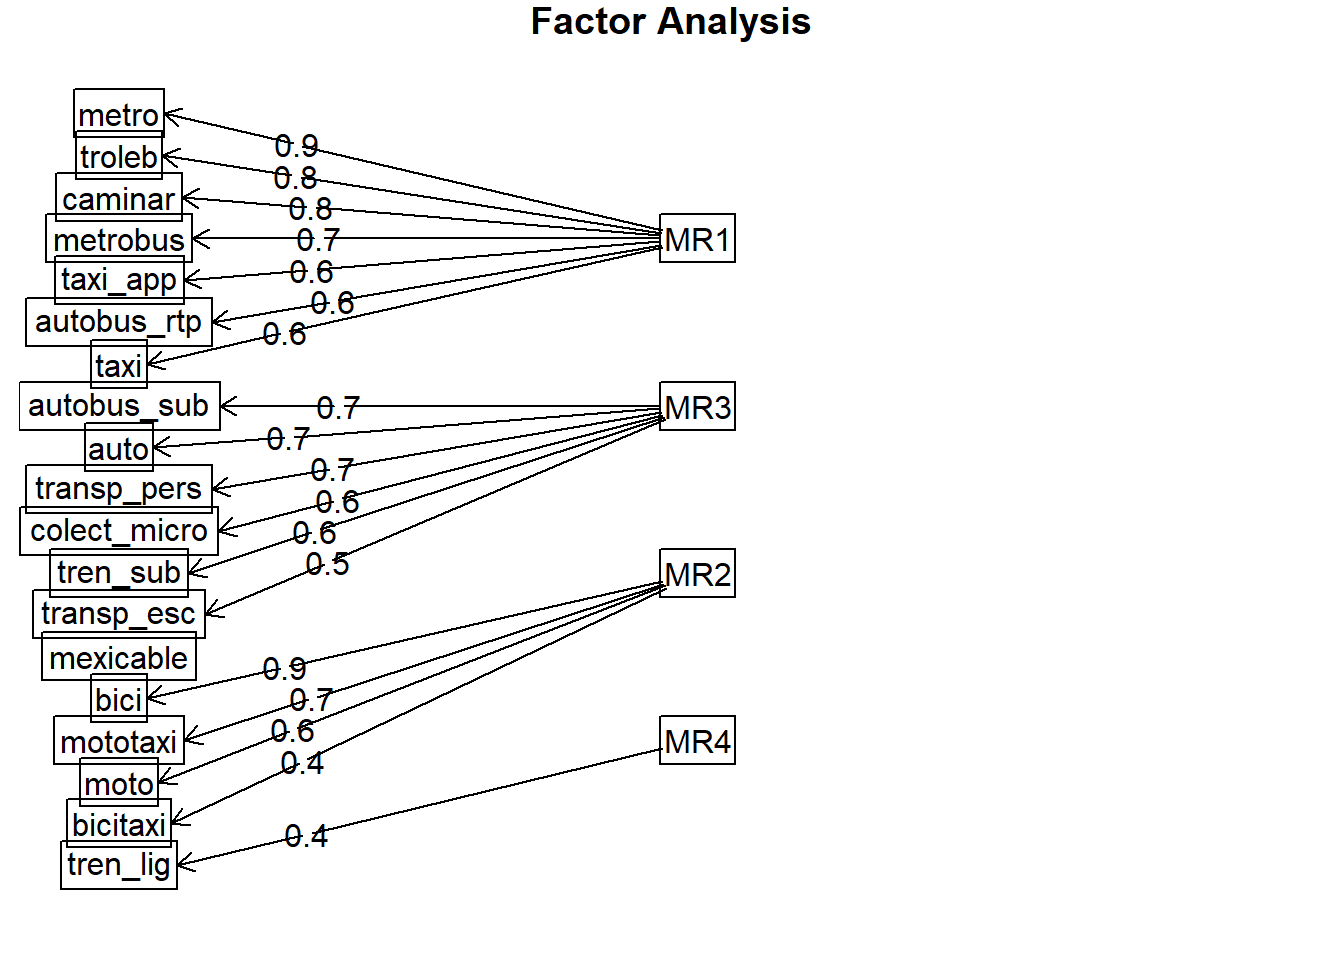 Factor Analysis
metro
troleb
caminar
metrobus
taxi_app
autobus_rtp
taxi
autobus_sub
auto
transp_pers
colect_micro
tren_sub
transp_esc
mexicable
bici
mototaxi
moto
bicitaxi
tren_lig
0.9
0.8
0.8
0.7
0.6
0.6
0.6
0.7
0.7
0.7
0.6
0.6
0.5
0.9
0.7
0.6
0.4
0.4
MR1
MR3
MR2
MR4